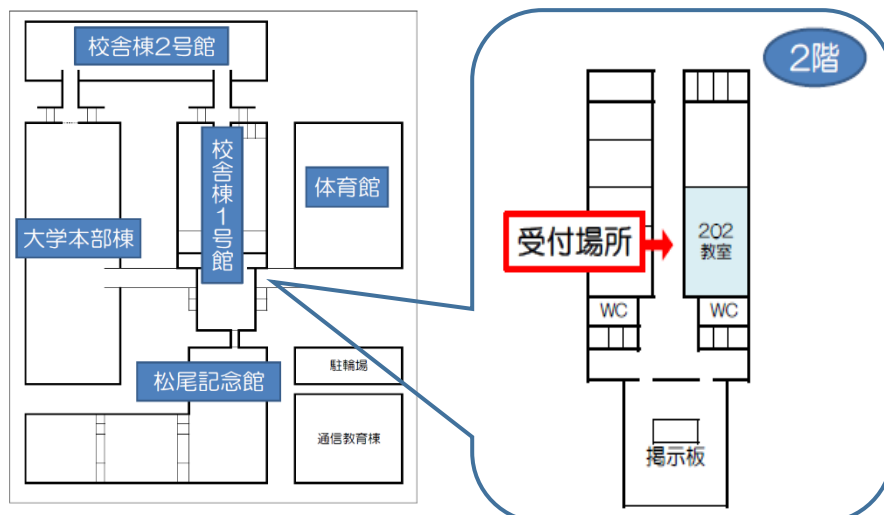 校舎棟2号館
校舎棟1号館
体育館
大学本部棟
松尾記念館
駐輪場
通信教育棟
2階
受付場所
202
教室
WC
WC
掲示板